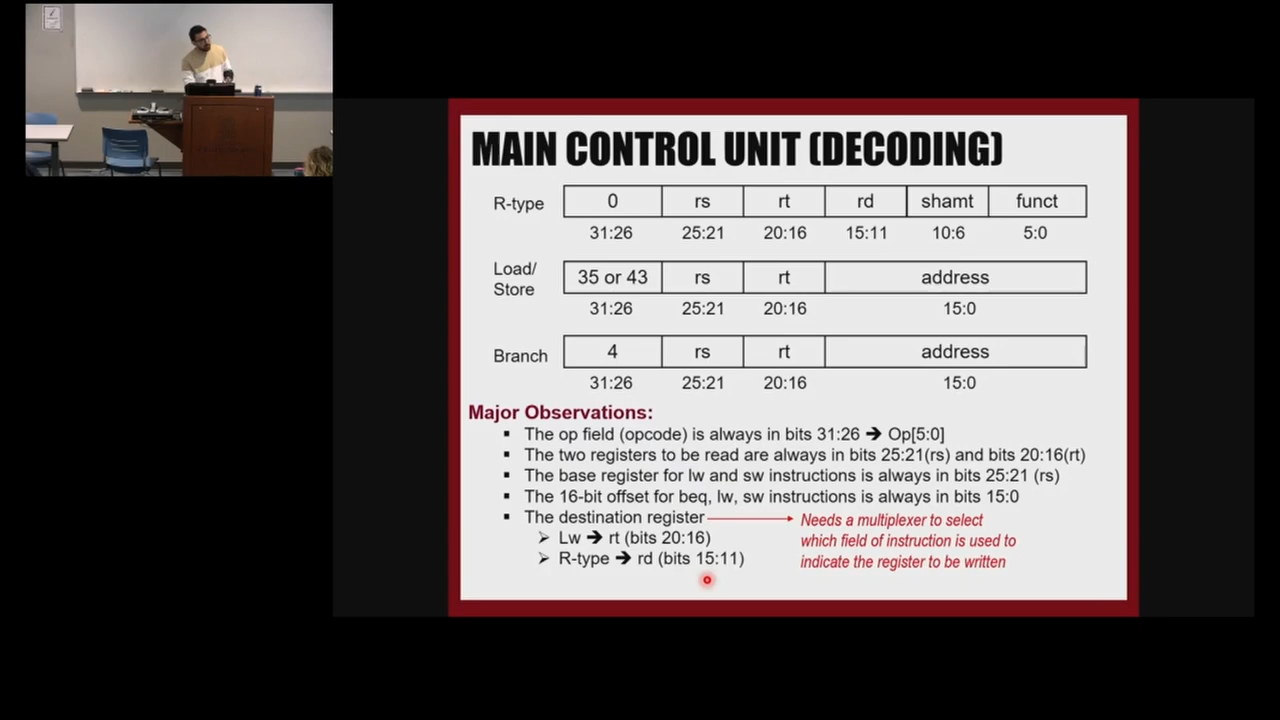 MAIN CONTROL UNIT (DECODING)
R-type 0 rs rt rd shamt funct
31:26 25:21 20:16 15:11 10:6 5:0
Load/
Store 35 or 43 rs rt address
31:26 25:21 20:16 15:0
Branch 4 rs rt address
31:26 25:21 20:16 15:0
Major Observations:
▪ The op field (opcode) is always in bits 31:26 ➔ Op[5:0]
▪ The two registers to be read are always in bits 25:21(rs) and bits 20:16(rt)
▪ The base register for lw and sw instructions is always in bits 25:21 (rs)
▪ The 16-bit offset for beq, lw, sw instructions is always in bits 15:0
▪ The destination register
➢ Lw ➔ rt (bits 20:16)
➢ R-type ➔ rd (bits 15:11)
Needs a multiplexer to select
which field of instruction is used to
indicate the register to be written